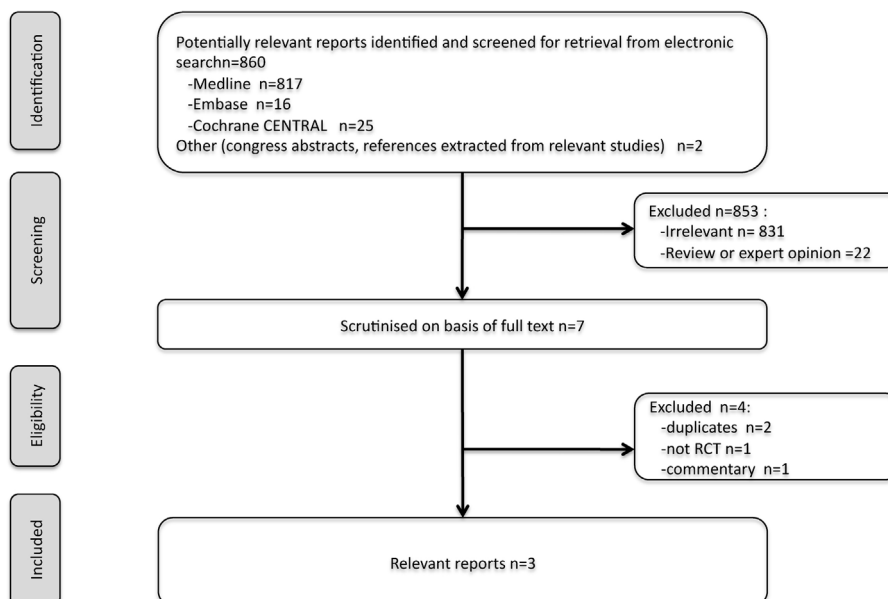 Identification
Potentially relevant reports identified and screened for retrieval from electronic
searchn=860
-Medline n=817
-Embase n=16
-Cochrane CENTRAL n=25
Other (congress abstracts, references extracted from relevant studies) n=2
Screening
Excluded n=853 :
-Irrelevant n= 831
-Review or expert opinion =22
Scrutinised on basis of full text n=7
Eligibility
Excluded n=4:
-duplicates n=2
-not RCT n=1
-commentary n=1
Included
Relevant reports n=3